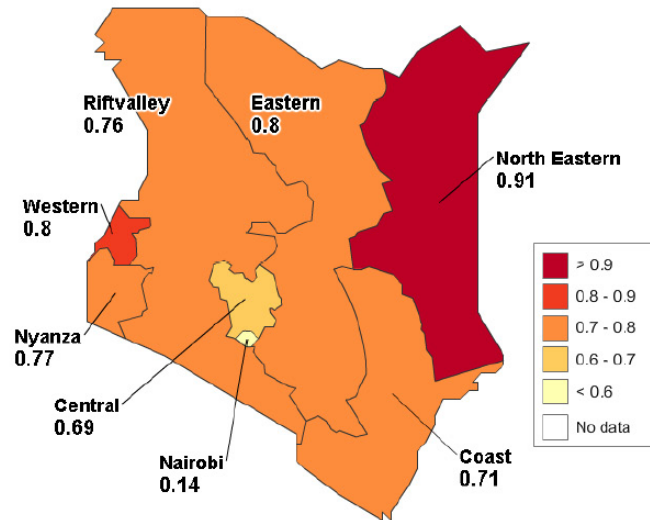 Riftvalley
0.76
Eastern
0.8
North Eastern
0.91
Western
0.8
Nyanza
0.77
Central
0.69
Nairobi
0.14
Coast
0.71
> 0.9
0.8 - 0.9
0.7 - 0.8
0.6 - 0.7
< 0.6
No data